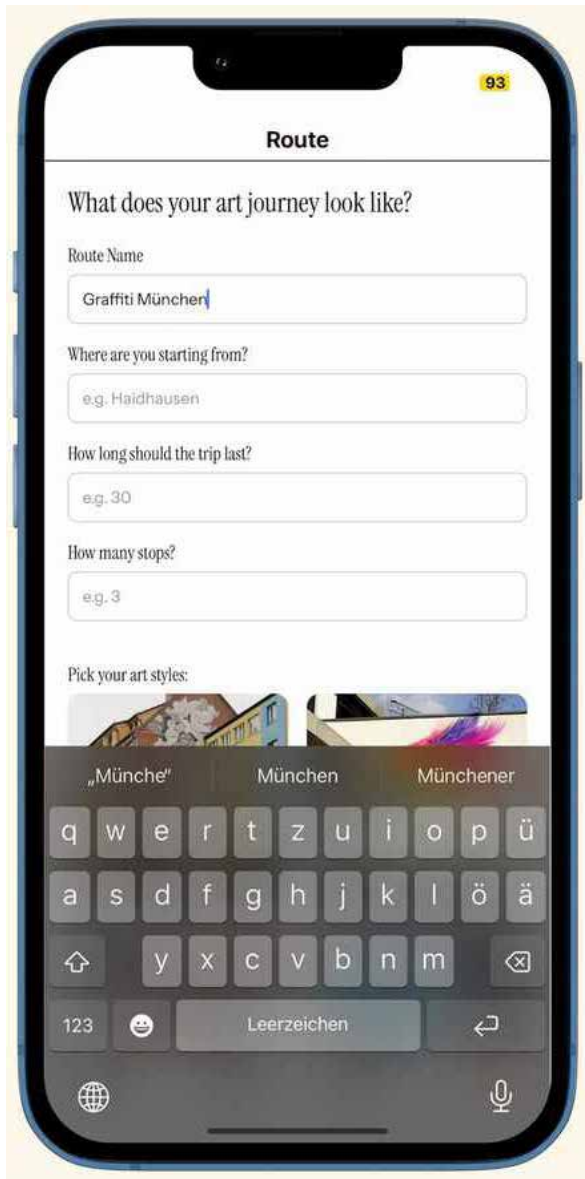 93
Route
What does your art journey look like?
Route Name
Graffiti München
Where are you starting from?
e.g. Haidhausen
How long should the trip last?
e.g. 30
How many stops?
e.g. 3
Pick your art styles:
„Münche“ München Münchener
q w e r t z u i o p ü
a s d f g h j k l ö ä
y x c v b n m
123 Leerzeichen